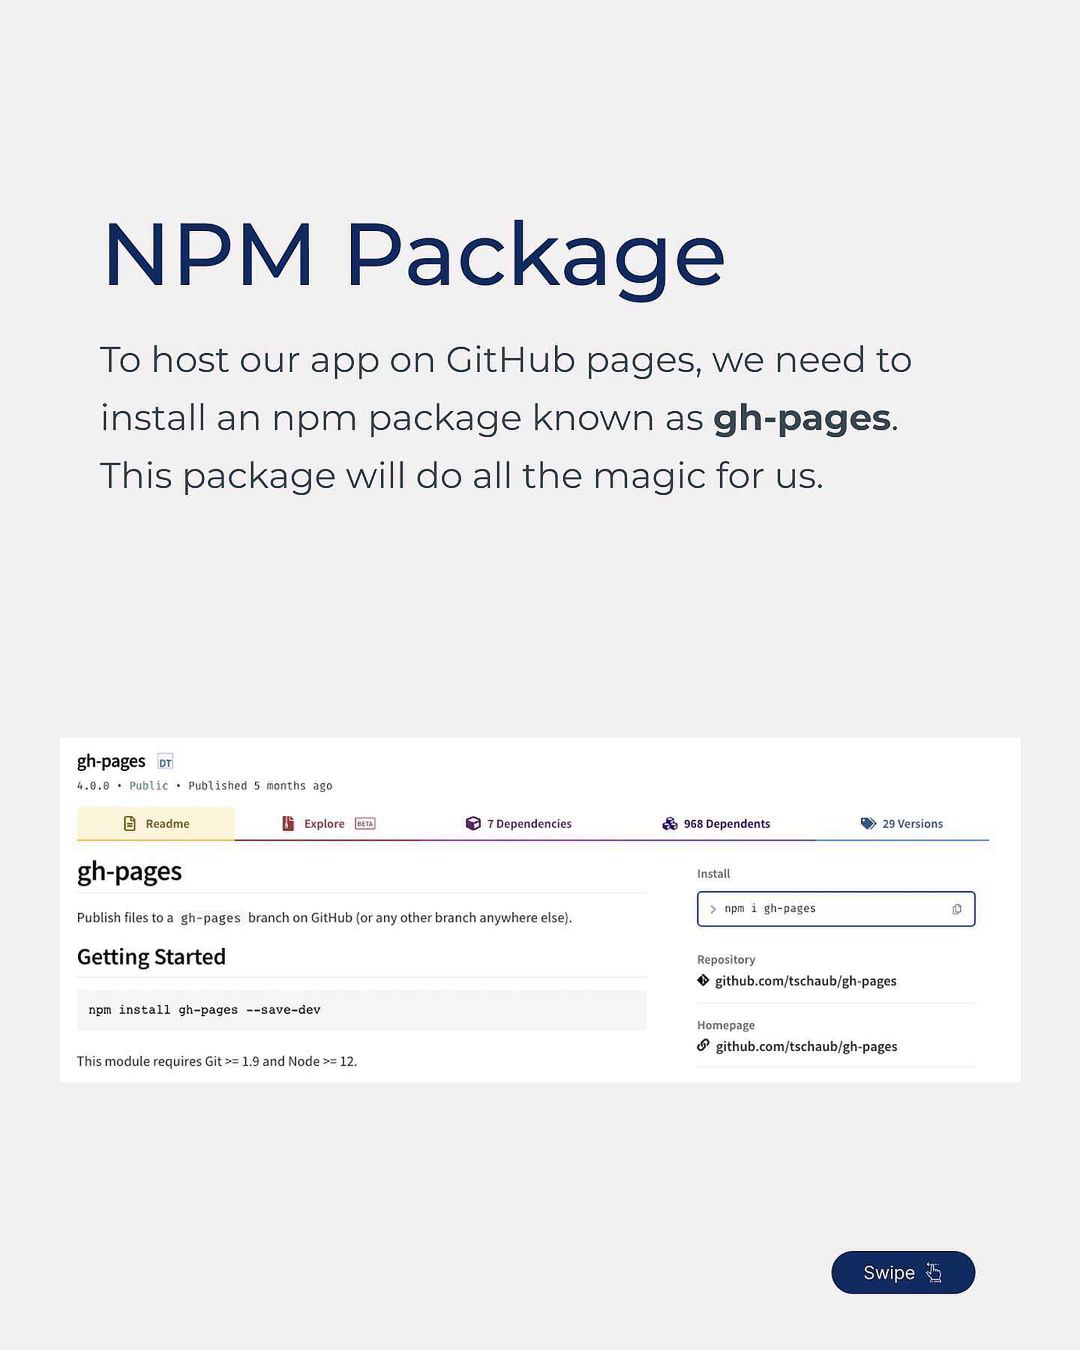 NPM Package
To host our app on GitHub pages, we need to
install an npm package known as gh-pages.
This package will do all the magic for us.
gh-pages DT
4.0.0 • Public • Published 5 months ago
Readme
Explore BETA
7 Dependencies
968 Dependents
29 Versions
gh-pages
Publish files to a gh-pages branch on GitHub (or any other branch anywhere else).
Getting Started
npm install gh-pages --save-dev
This module requires Git >= 1.9 and Node >= 12.
Install
> npm i gh-pages
Repository
github.com/tschaub/gh-pages
Homepage
github.com/tschaub/gh-pages
Swipe